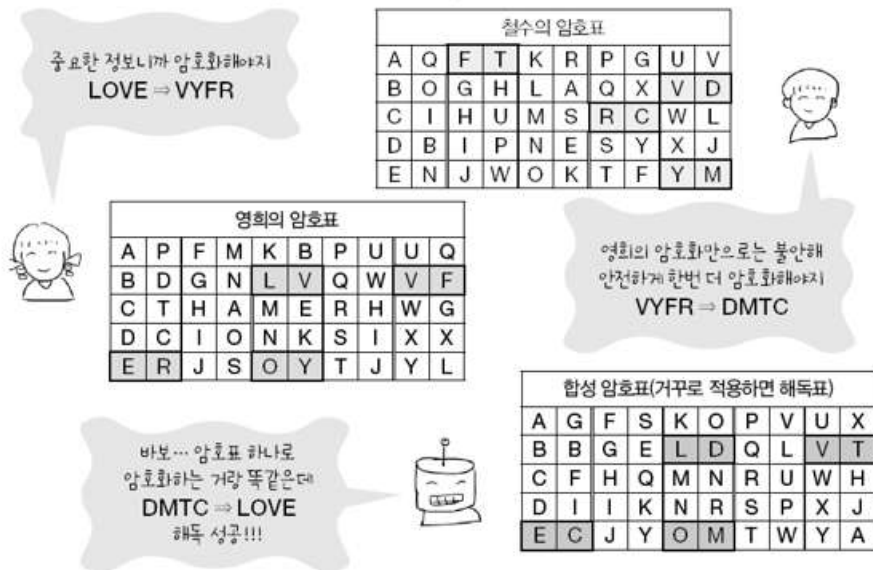 중요한 정보니까 암호화해야지
LOVE ⇒ VYFR
철수의 암호표
A Q F T K R P G U V
B O G H L A Q X V D
C I H U M S R C W L
D B I P N E S Y X J
E N J W O K T F Y M
영희의 암호표
A P F M K B P U U Q
B D G N L V Q W V F
C T H A M E R H W G
D C I O N K S I X X
E R J S O Y T J Y L
영희의 암호화만으로는 불안해
안전하게 한번 더 암호화해야지
VYFR ⇒ DMTC
합성 암호표(거꾸로 적용하면 해독표)
A G F S K O P V U X
B B G E L D Q L V T
C F H Q M N R U W H
D I I K N R S P X J
E C J Y O M T W Y A
바보… 암호표 하나로
암호화하는 거랑 똑같은데
DMTC ⇒ LOVE
해독 성공!!!